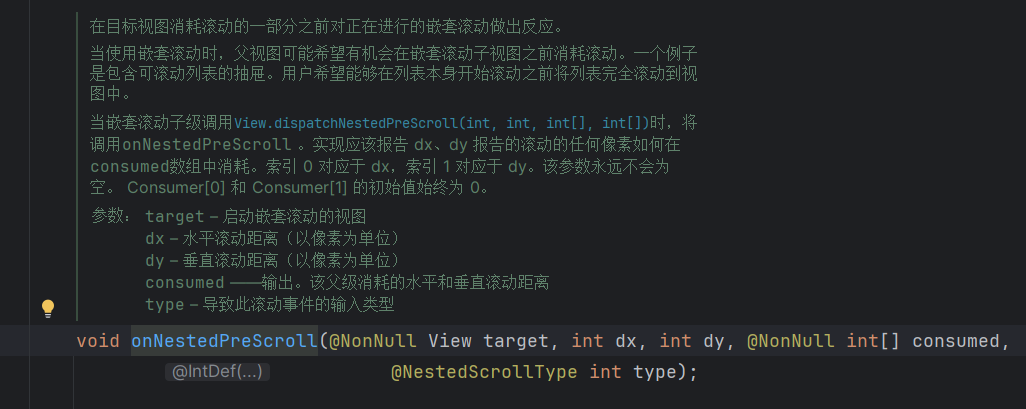 在目标视图消耗滚动的一部分之前对正在进行的嵌套滚动做出反应。
当使用嵌套滚动时，父视图可能希望有机会在嵌套滚动子视图之前消耗滚动。一个例子
是包含可滚动列表的抽屉。用户希望能够在列表本身开始滚动之前将列表完全滚动到视
图中。
当嵌套滚动子级调用View.dispatchNestedPreScroll(int, int, int[], int[])时，将
调用onNestedPreScroll 。实现应该报告 dx、dy 报告的滚动的任何像素如何在
consumed数组中消耗。索引 0 对应于 dx，索引 1 对应于 dy。该参数永远不会为
空。 Consumer[0] 和 Consumer[1] 的初始值始终为 0。
参数： target – 启动嵌套滚动的视图
dx – 水平滚动距离（以像素为单位）
dy – 垂直滚动距离（以像素为单位）
consumed ——输出。该父级消耗的水平和垂直滚动距离
type – 导致此滚动事件的输入类型
void onNestedPreScroll(@NonNull View target, int dx, int dy, @NonNull int[] consumed,
@IntDef(...) @NestedScrollType int type);